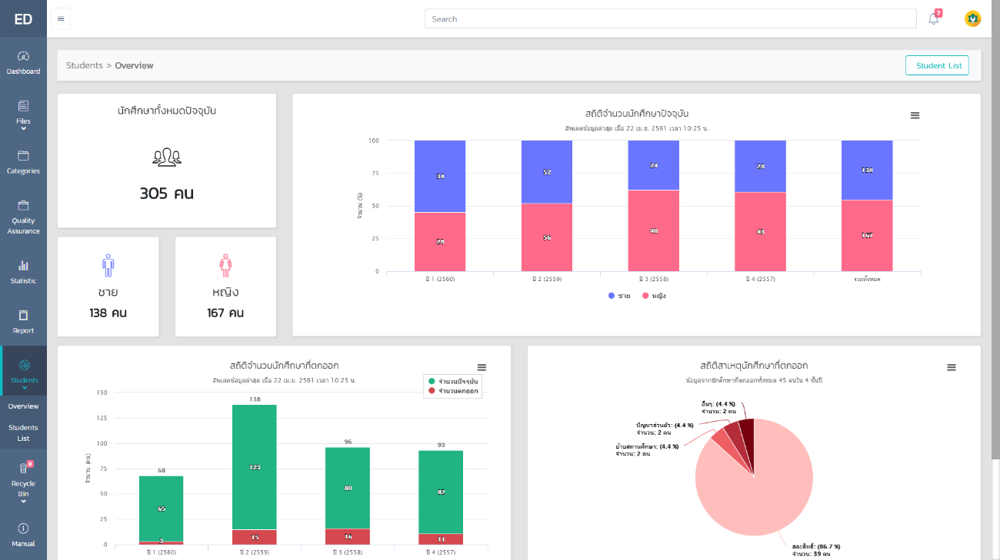 ED
Search
7
Dashboard
Files
Categories
Quality
Assurance
Statistic
Report
Students
Overview
Students
List
8
Recycle
Bin
Manual
Students > Overview
Student List
นักศึกษาทั้งหมดปัจจุบัน
305 คน
ชาย
138 คน
หญิง
167 คน
สถิติจำนวนนักศึกษาปัจจุบัน
อัพเดตข้อมูลล่าสุด เมื่อ 22 เม.ย. 2561 เวลา 10:25 น.
จำนวน (%)
100
75
50
25
0
34
52
24
28
138
28
56
40
43
167
ปี 1 (2560)
ปี 2 (2559)
ปี 3 (2558)
ปี 4 (2557)
รวมทั้งหมด
ชาย
หญิง
สถิติจำนวนนักศึกษาที่ตกออก
อัพเดตข้อมูลล่าสุด เมื่อ 22 เม.ย. 2561 เวลา 10:25 น.
จำนวนปัจจุบัน
จำนวนตกออก
จำนวน (คน)
150
125
100
75
50
25
0
68
138
96
93
65
123
80
82
3
15
16
11
ปี 1 (2560)
ปี 2 (2559)
ปี 3 (2558)
ปี 4 (2557)
สถิติสาเหตุนักศึกษาที่ตกออก
ข้อมูลจากนักศึกษาที่ตกออกทั้งหมด 45 คนใน 4 ชั้นปี
อื่นๆ: (4.4 %)
จำนวน: 2 คน
ปัญหาส่วนตัว: (4.4 %)
จำนวน: 2 คน
ย้ายสถานศึกษา: (4.4 %)
จำนวน: 2 คน
สละสิทธิ์: (86.7 %)
จำนวน: 39 คน